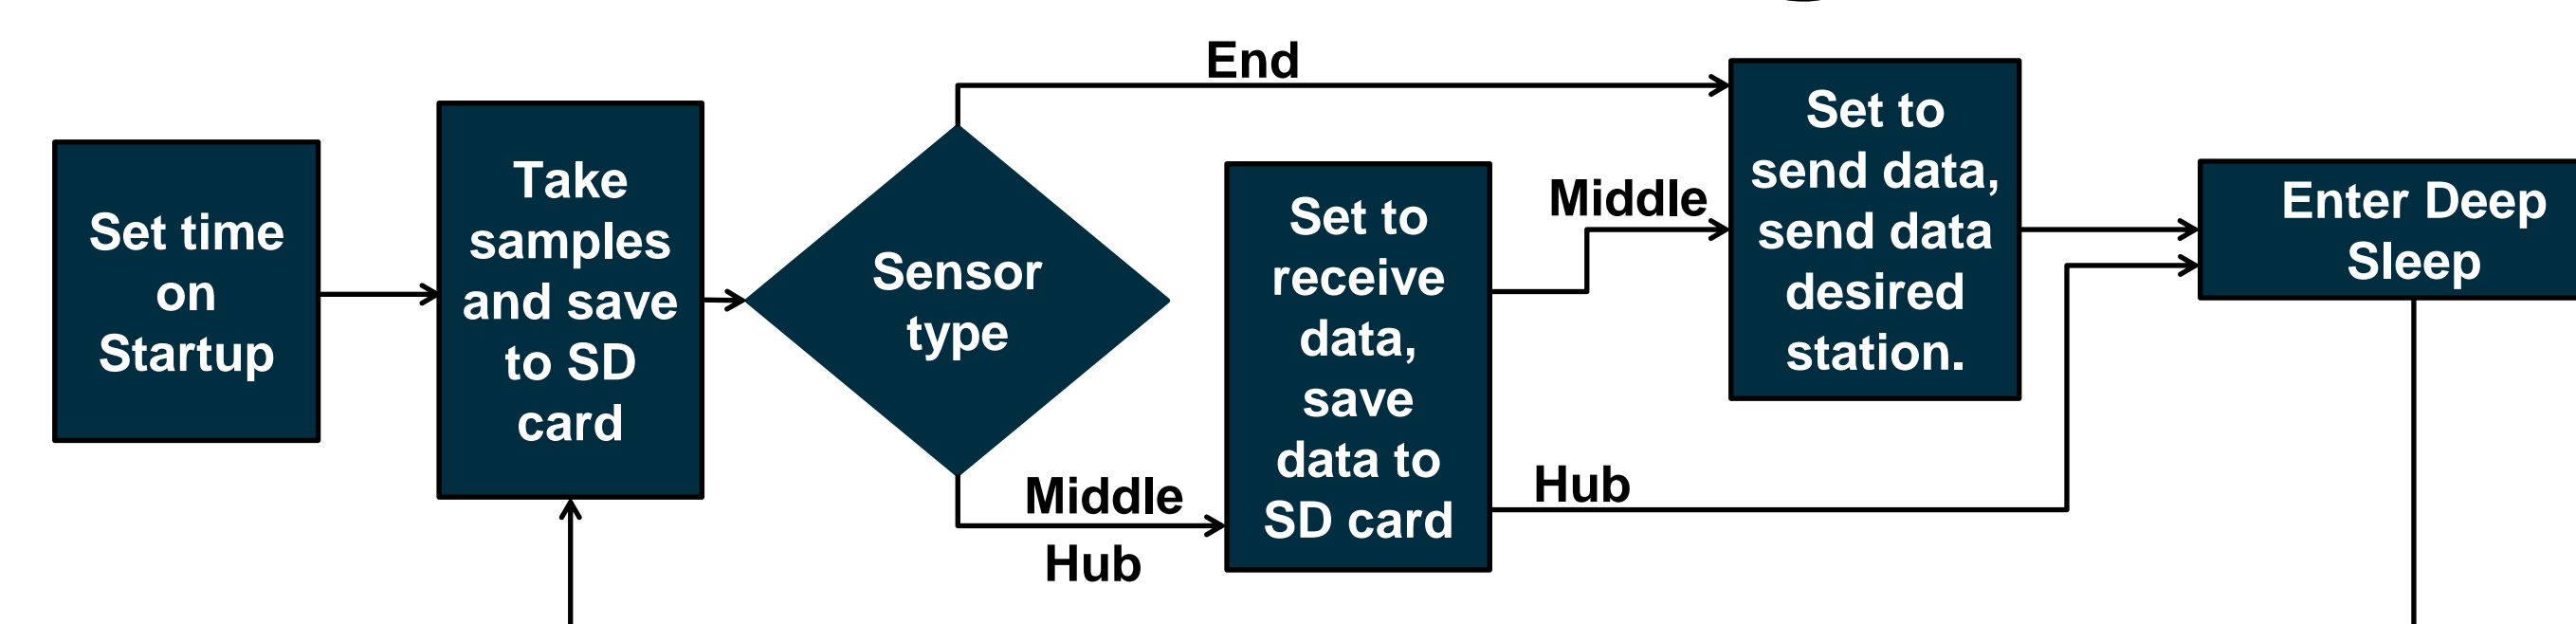 Set time
on
Startup
Take
samples
and save
to SD
card
Sensor
type
End
Middle
Hub
Set to
receive
data,
save
data to
SD card
Middle
Hub
Set to
send data,
send data
desired
station.
Enter Deep
Sleep